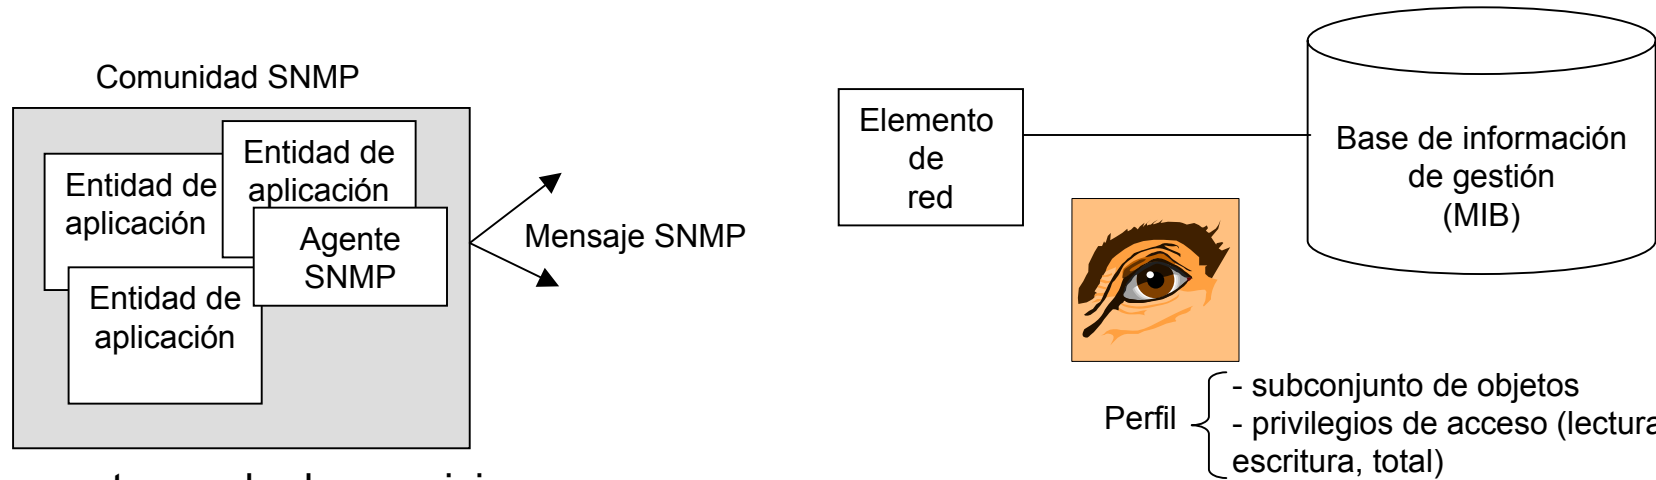 Comunidad SNMP
Entidad de
aplicación
Entidad de
aplicación
Agente
SNMP
Entidad de
aplicación
Mensaje SNMP
Elemento
de
red
Base de información
de gestión
(MIB)
Perfil
- subconjunto de objetos
- privilegios de acceso (lectura
escritura, total)